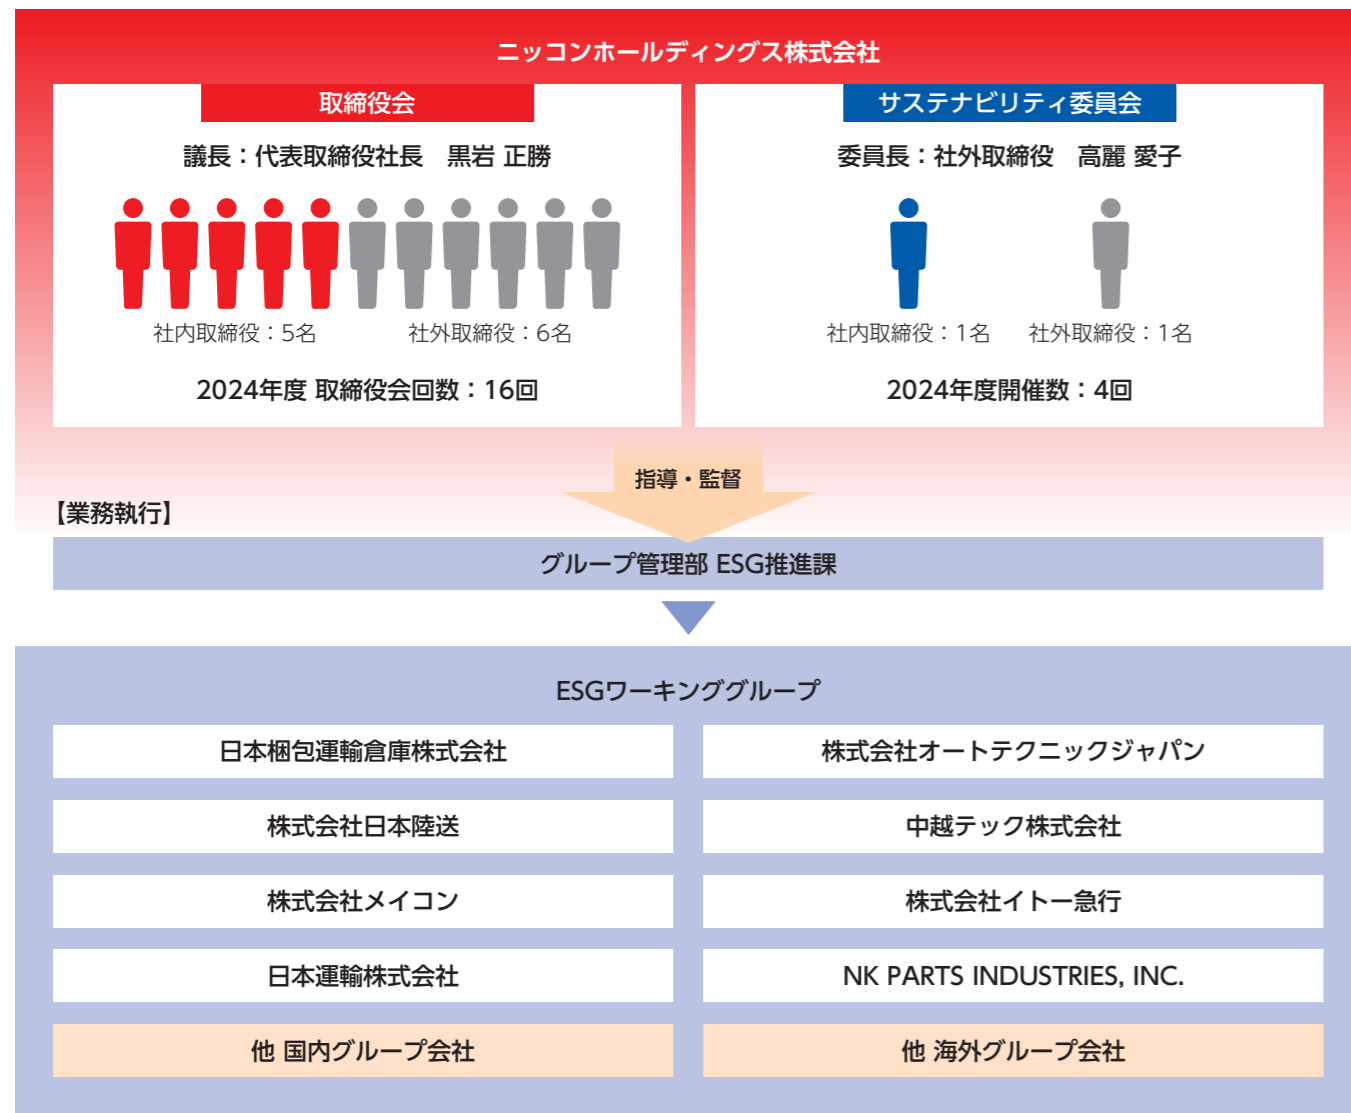 ニッコンホールディングス株式会社
取締役会
議長：代表取締役社長　黒岩 正勝
社内取締役：5名
社外取締役：6名
2024年度 取締役会回数：16回
サステナビリティ委員会
委員長：社外取締役　高麗 愛子
社内取締役：1名
社外取締役：1名
2024年度開催数：4回
指導・監督
【業務執行】
グループ管理部 ESG推進課
ESGワーキンググループ
日本梱包運輸倉庫株式会社
株式会社オートテクニックジャパン
株式会社日本陸送
中越テック株式会社
株式会社メイコン
株式会社イトー急行
日本運輸株式会社
NK PARTS INDUSTRIES, INC.
他 国内グループ会社
他 海外グループ会社